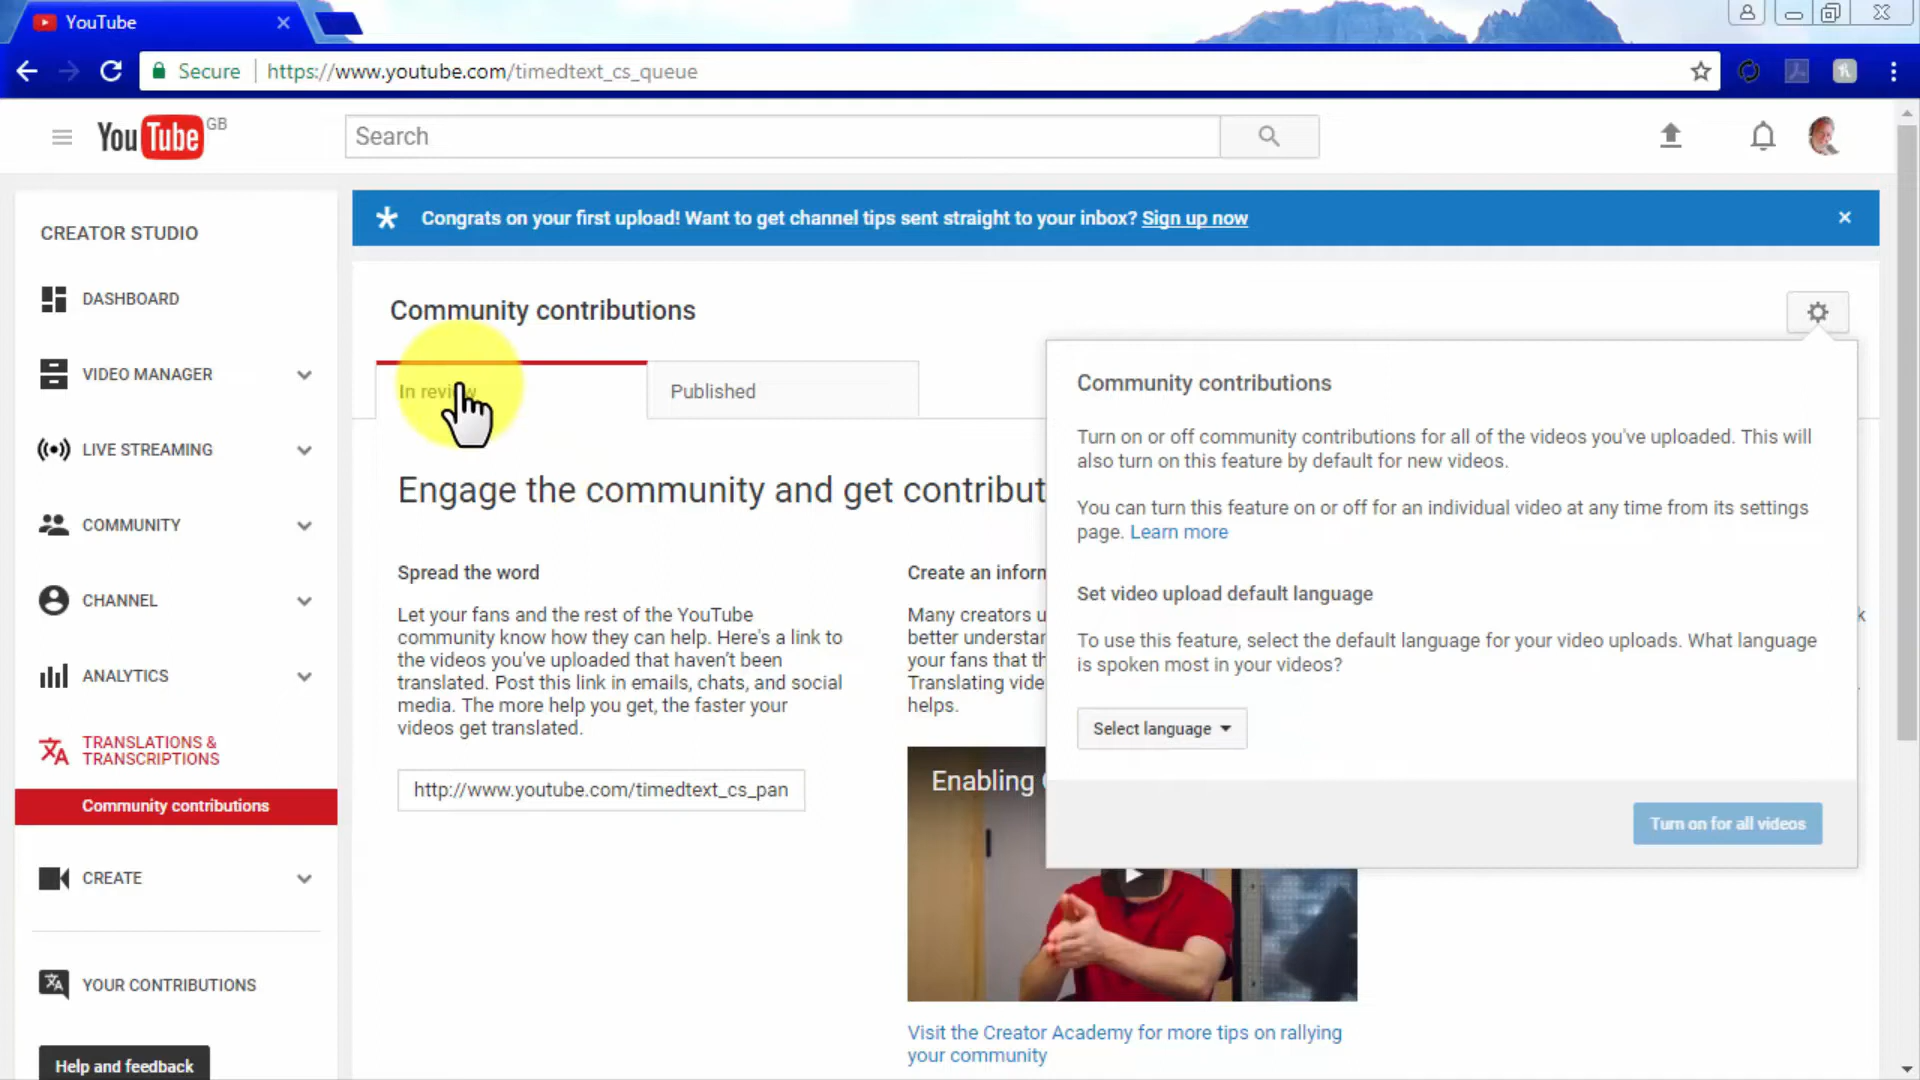 YouTube
Secure
https://www.youtube.com/timedtext_cs_queue
YouTube GB
Search
CREATOR STUDIO
DASHBOARD
VIDEO MANAGER
LIVE STREAMING
COMMUNITY
CHANNEL
ANALYTICS
TRANSLATIONS &
TRANSCRIPTIONS
Community contributions
CREATE
YOUR CONTRIBUTIONS
Help and feedback
Congrats on your first upload! Want to get channel tips sent straight to your inbox? Sign up now
Community contributions
In review
Published
Engage the community and get contribut
Spread the word
Let your fans and the rest of the YouTube
community know how they can help. Here's a link to
the videos you've uploaded that haven't been
translated. Post this link in emails, chats, and social
media. The more help you get, the faster your
videos get translated.
http://www.youtube.com/timedtext_cs_pan
Create an inform
Many creators u
better understan
your fans that th
Translating vide
helps.
Enabling
Visit the Creator Academy for more tips on rallying
your community
Community contributions
Turn on or off community contributions for all of the videos you've uploaded. This will
also turn on this feature by default for new videos.
You can turn this feature on or off for an individual video at any time from its settings
page. Learn more
Set video upload default language
To use this feature, select the default language for your video uploads. What language
is spoken most in your videos?
Select language
Turn on for all videos